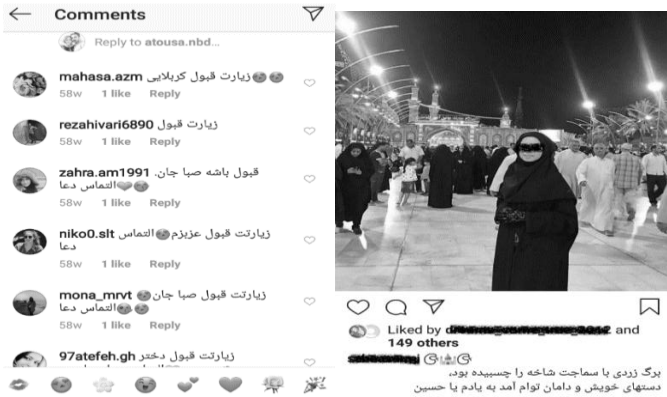 Comments
Reply to atousa.nbd...
mahasa.azm زیارت قبول کربلایی
58w 1 like Reply
rezahivari6890 زیارت قبول
58w 1 like Reply
zahra.am1991 قبول باشه صبا جان.
التماس دعا
58w 1 like Reply
niko0.slt زیارتت قبول عزیزم التماس
دعا
58w 1 like Reply
mona_mrvt زیارتت قبول صبا جان
التماس دعا
58w 1 like Reply
97atefeh.gh زیارتت قبول دختر
Liked by and
149 others
برگ زردی با سماجت شاخه را چسبیده بود،
دستهای خویش و دامان توام آمد به یادم یا حسین